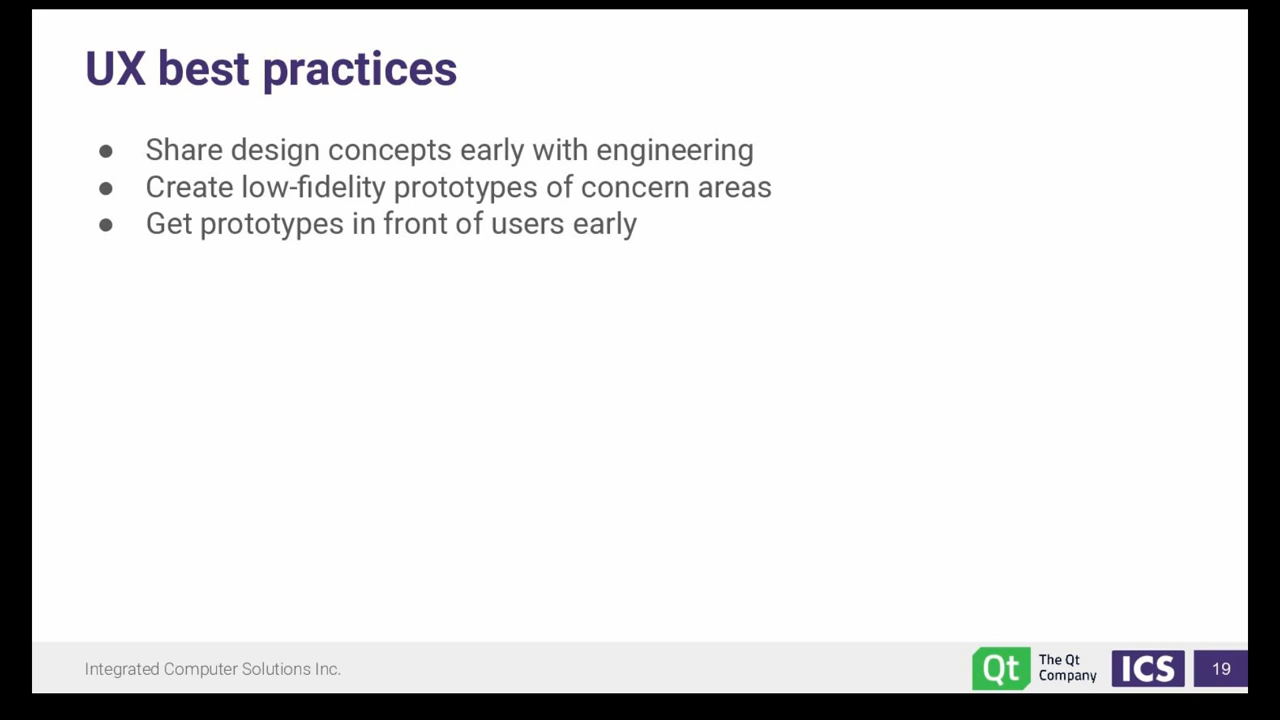 UX best practices
● Share design concepts early with engineering
● Create low-fidelity prototypes of concern areas
● Get prototypes in front of users early
Integrated Computer Solutions Inc.
Qt
The Qt
Company
ICS
19